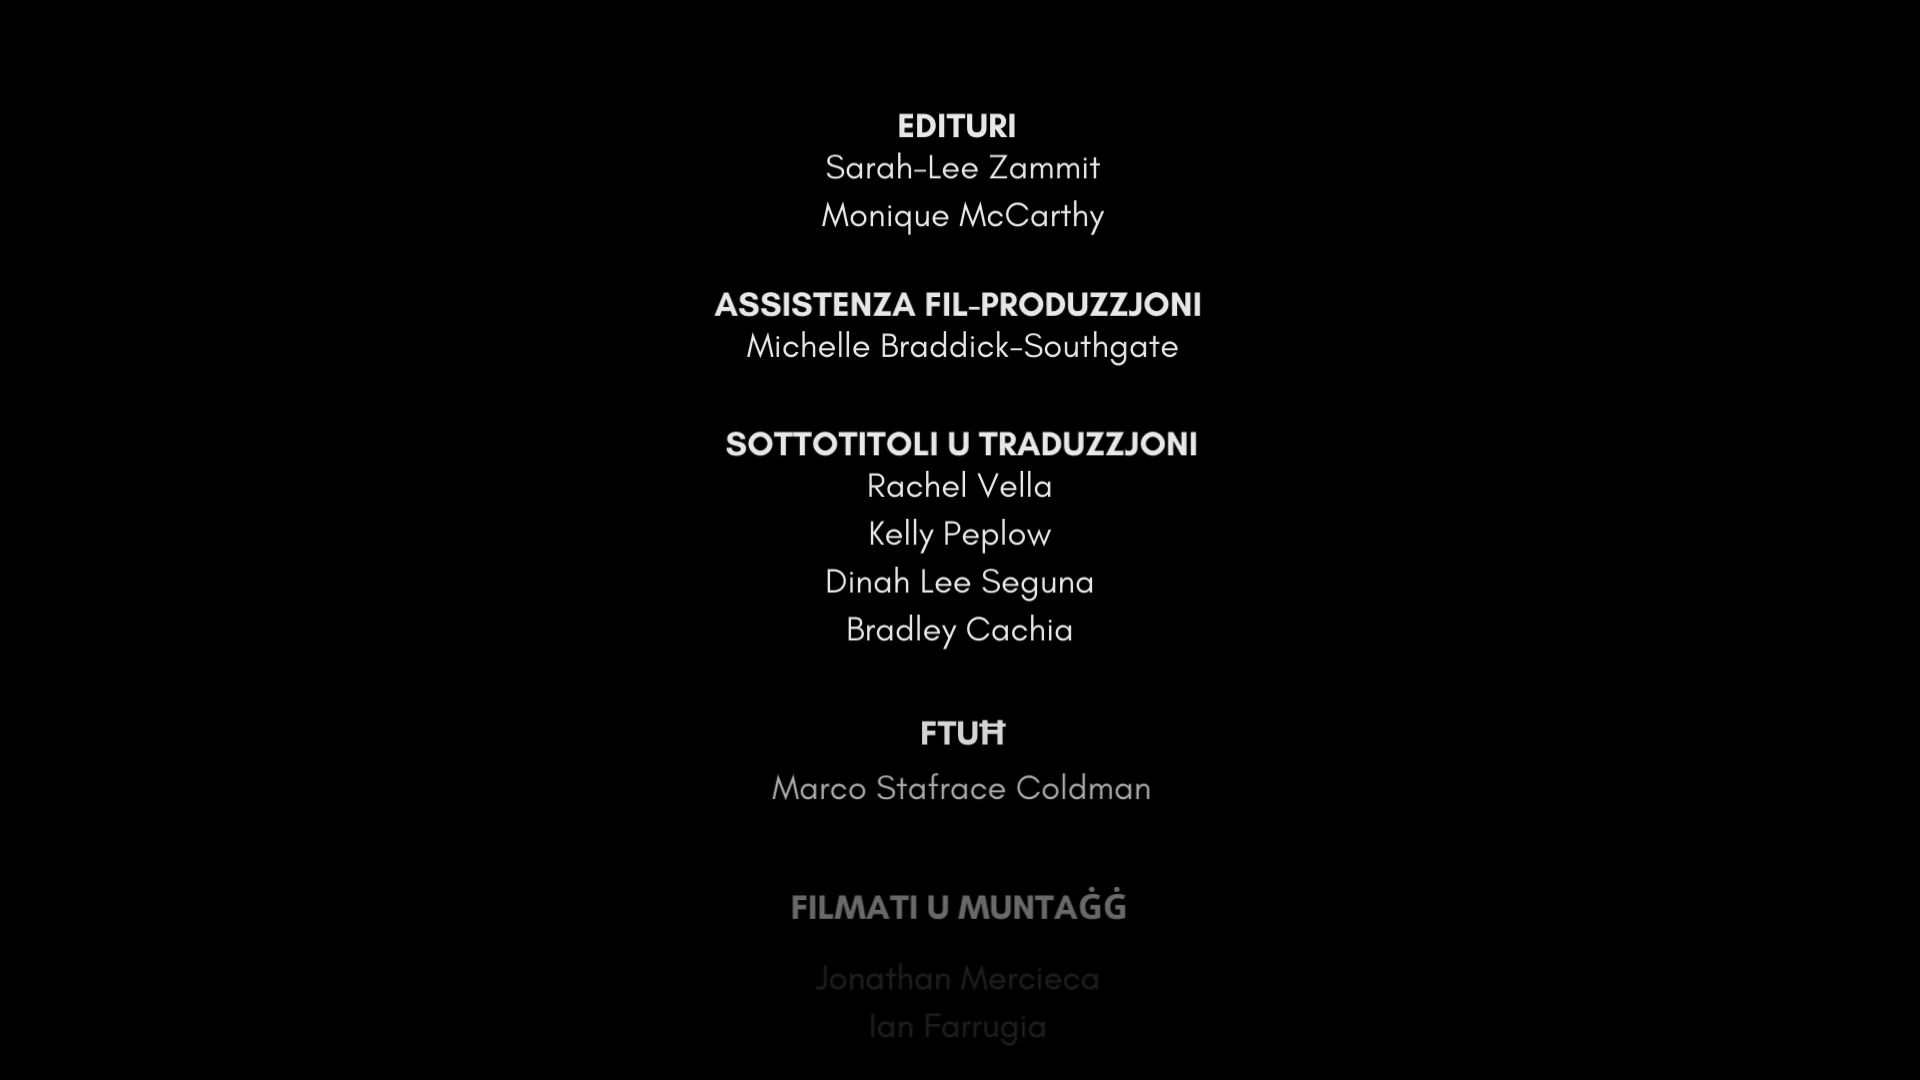 EDITURI
Sarah-Lee Zammit
Monique McCarthy
ASSISTENZA FIL-PRODUZZJONI
Michelle Braddick-Southgate
SOTTOTITOLI U TRADUZZJONI
Rachel Vella
Kelly Peplow
Dinah Lee Seguna
Bradley Cachia
FTUĦ
Marco Stafrace Coldman
FILMATI U MUNTAĠĠ
Jonathan Mercieca
Ian Farrugia